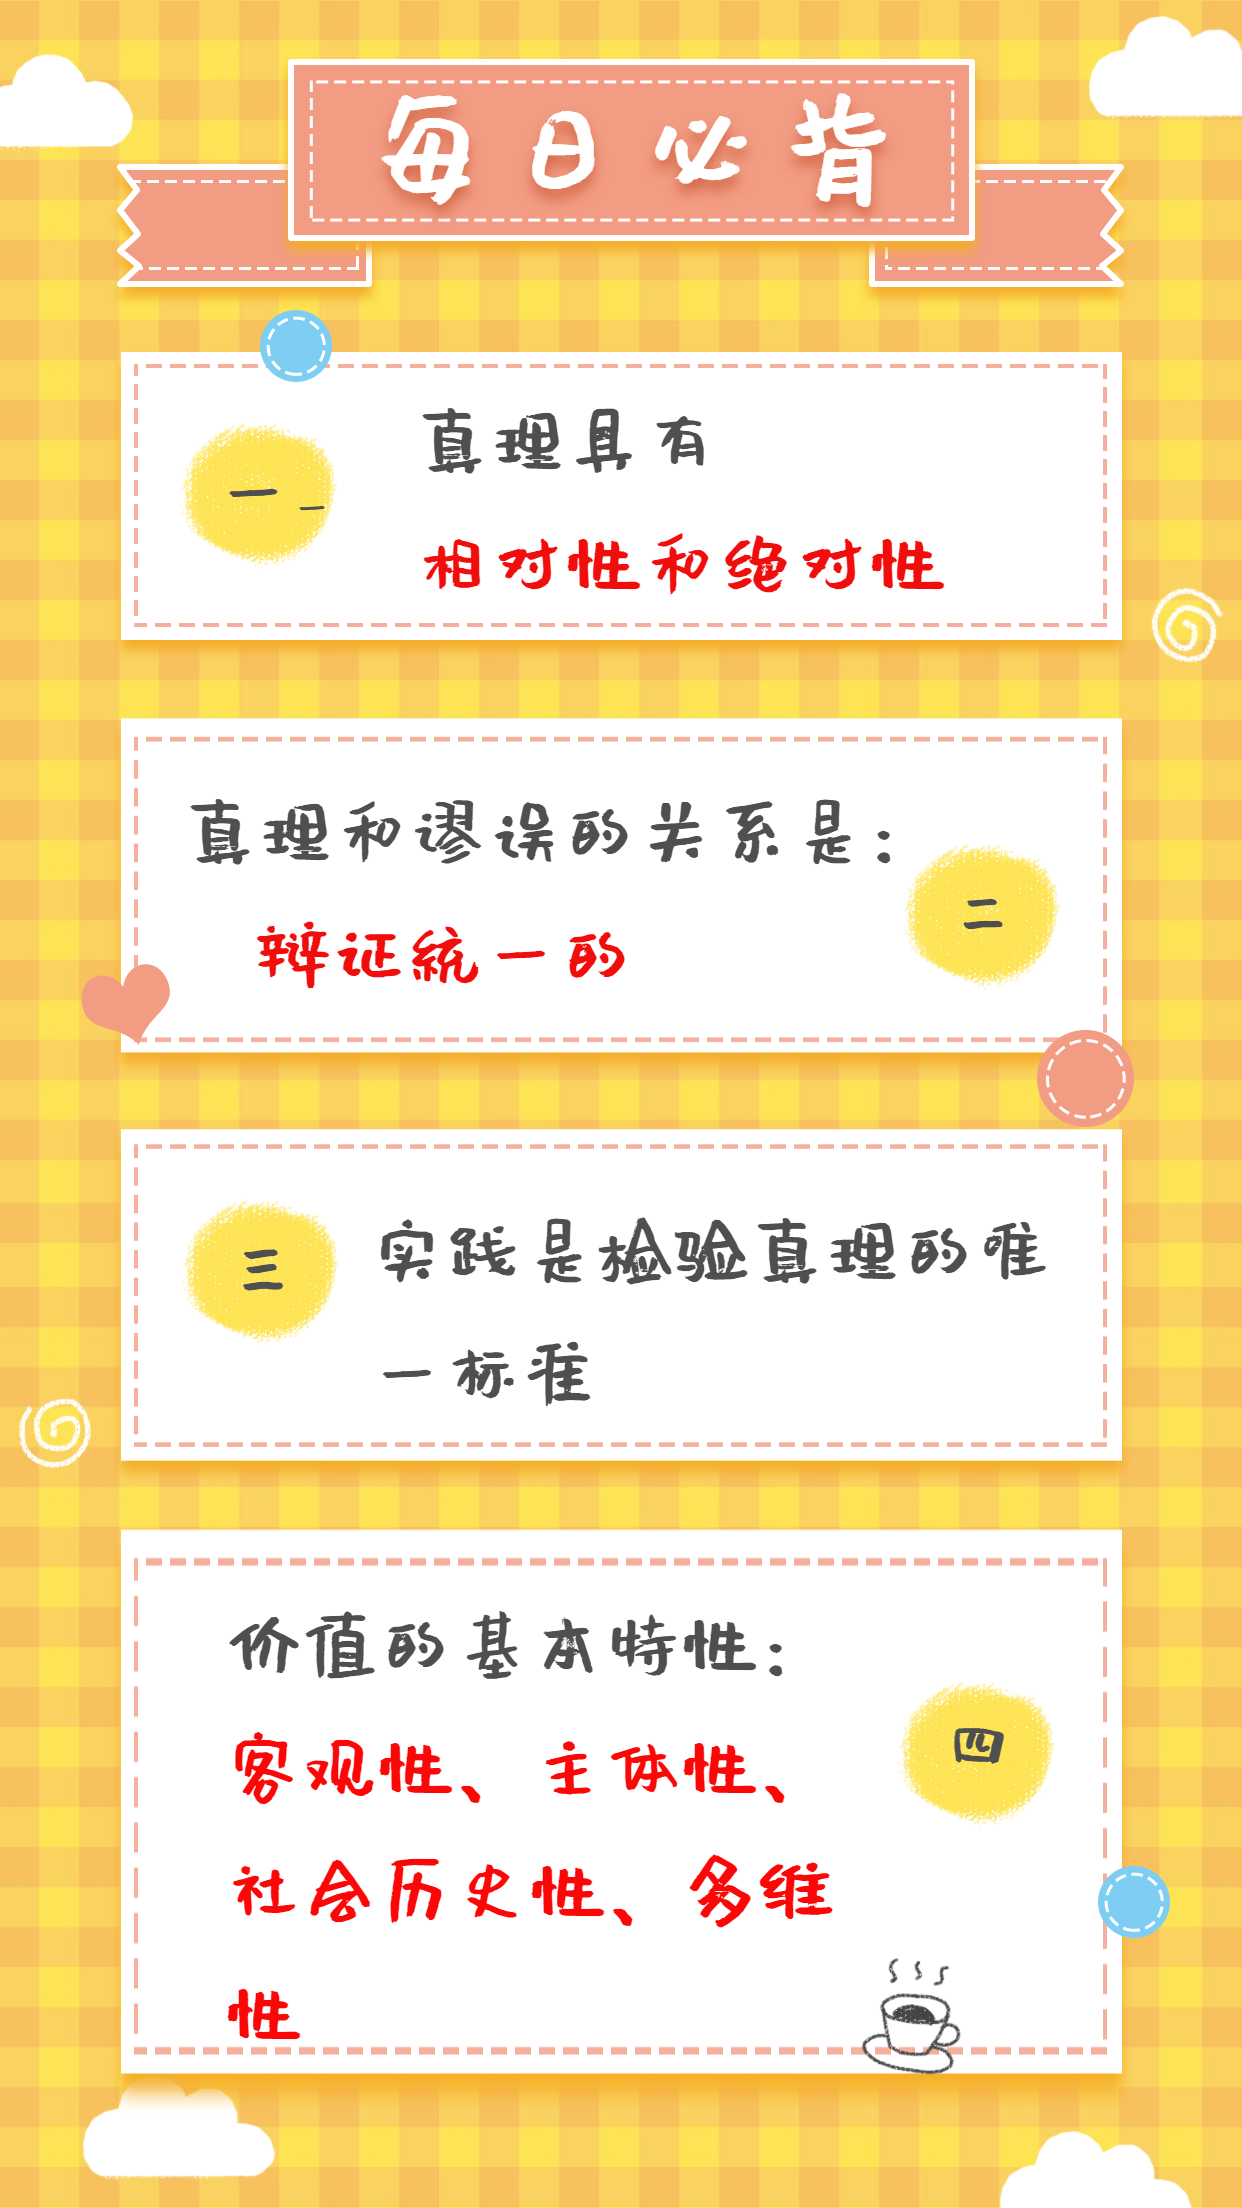 每日必背
一
真理具有
相对性和绝对性
真理和谬误的关系是：
辩证統一的
二
三
实践是检验真理的唯
一标准
价值的基本特性：
客观性、主体性、
社会历史性、多维
性
四